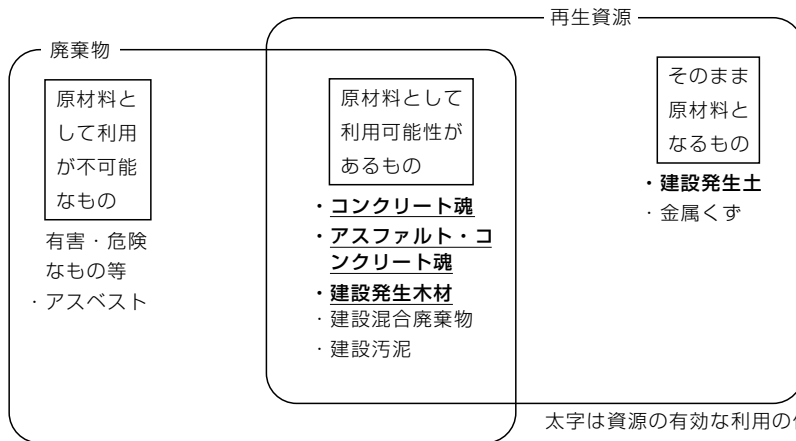 再生資源
廃棄物
原材料と
して利用
が不可能
なもの
有害・危険
なもの等
・アスベスト
原材料として
利用可能性が
あるもの
・コンクリート魂
・アスファルト・コ
ンクリート魂
・建設発生木材
・建設混合廃棄物
・建設汚泥
そのまま
原材料と
なるもの
・建設発生土
・金属くず
太字は資源の有効な利用の